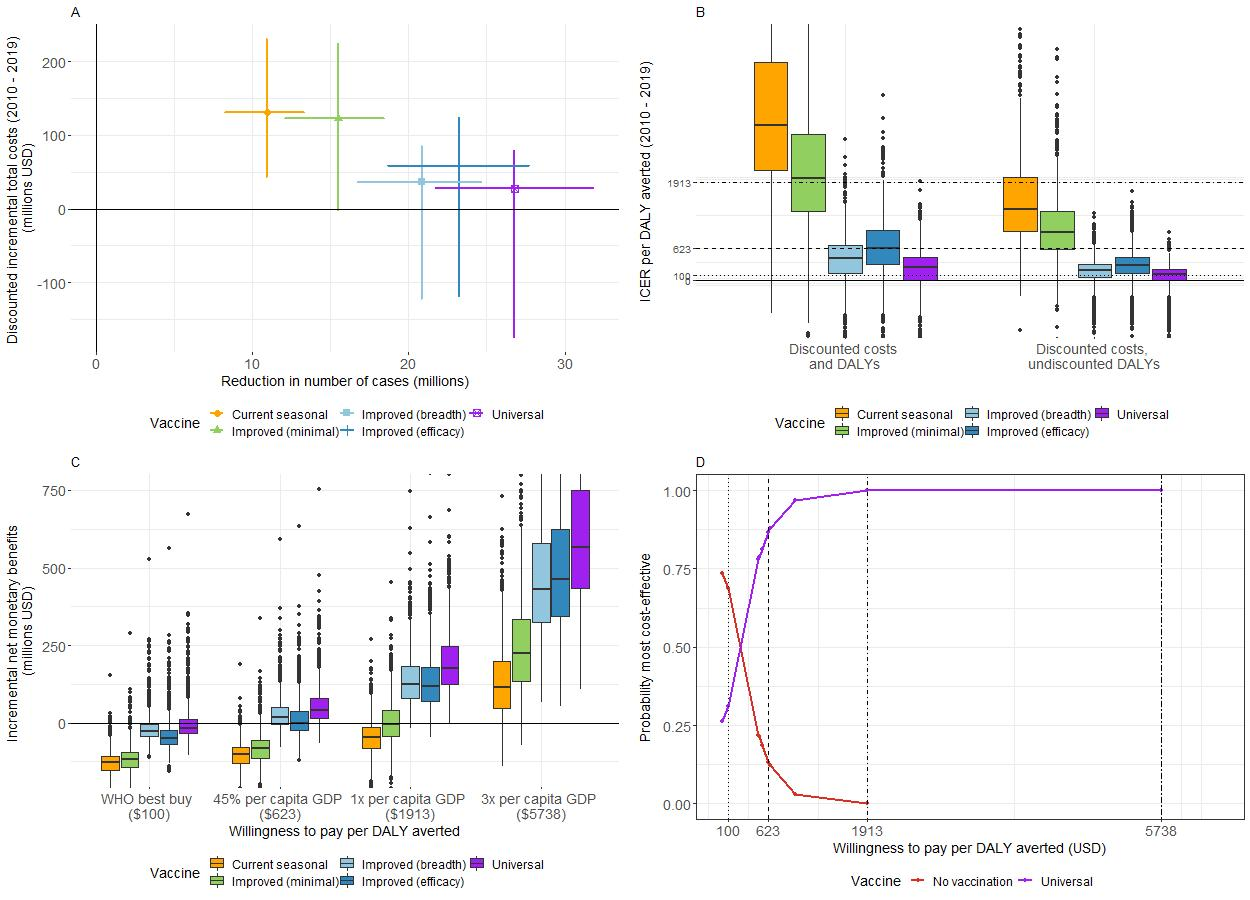 A
Discounted incremental total costs (2010 - 2019)
(millions USD)
200
100
0
-100
0
10
20
30
Reduction in number of cases (milions)
Vaccine
Current seasonal
Improved (breadth)
Universal
Improved (minimal)
Improved (efficacy)
B
ICER per DALY averted (2010 - 2019)
1913
623
100
0
Discounted costs
and DALYs
Discounted costs,
undiscounted DALYs
Vaccine
Current seasonal
Improved (breadth)
Universal
Improved (minimal)
Improved (efficacy)
C
Incremental net monetary benefits
(millions USD)
750
500
250
0
WHO best buy
($100)
45% per capita GDP
($623)
1x per capita GDP
($1913)
3x per capita GDP
($5738)
Willingness to pay per DALY averted
Vaccine
Current seasonal
Improved (breadth)
Universal
Improved (minimal)
Improved (efficacy)
D
Probability most cost-effective
1.00
0.75
0.50
0.25
0.00
100
623
1913
5738
Willingness to pay per DALY averted (USD)
Vaccine
No vaccination
Universal